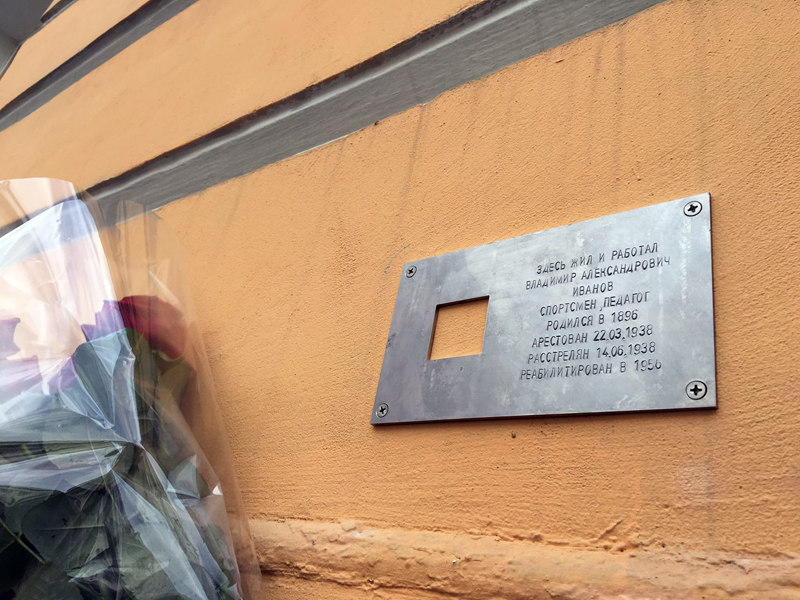 ЗДЕСЬ ЖИЛ И РАБОТАЛ
ВЛАДИМИР АЛЕКСАНДРОВИЧ
ИВАНОВ
СПОРТСМЕН, ПЕДАГОГ
РОДИЛСЯ В 1896
АРЕСТОВАН 22.03.1938
РАССТРЕЛЯН 14.06.1938
РЕАБИЛИТИРОВАН В 1956